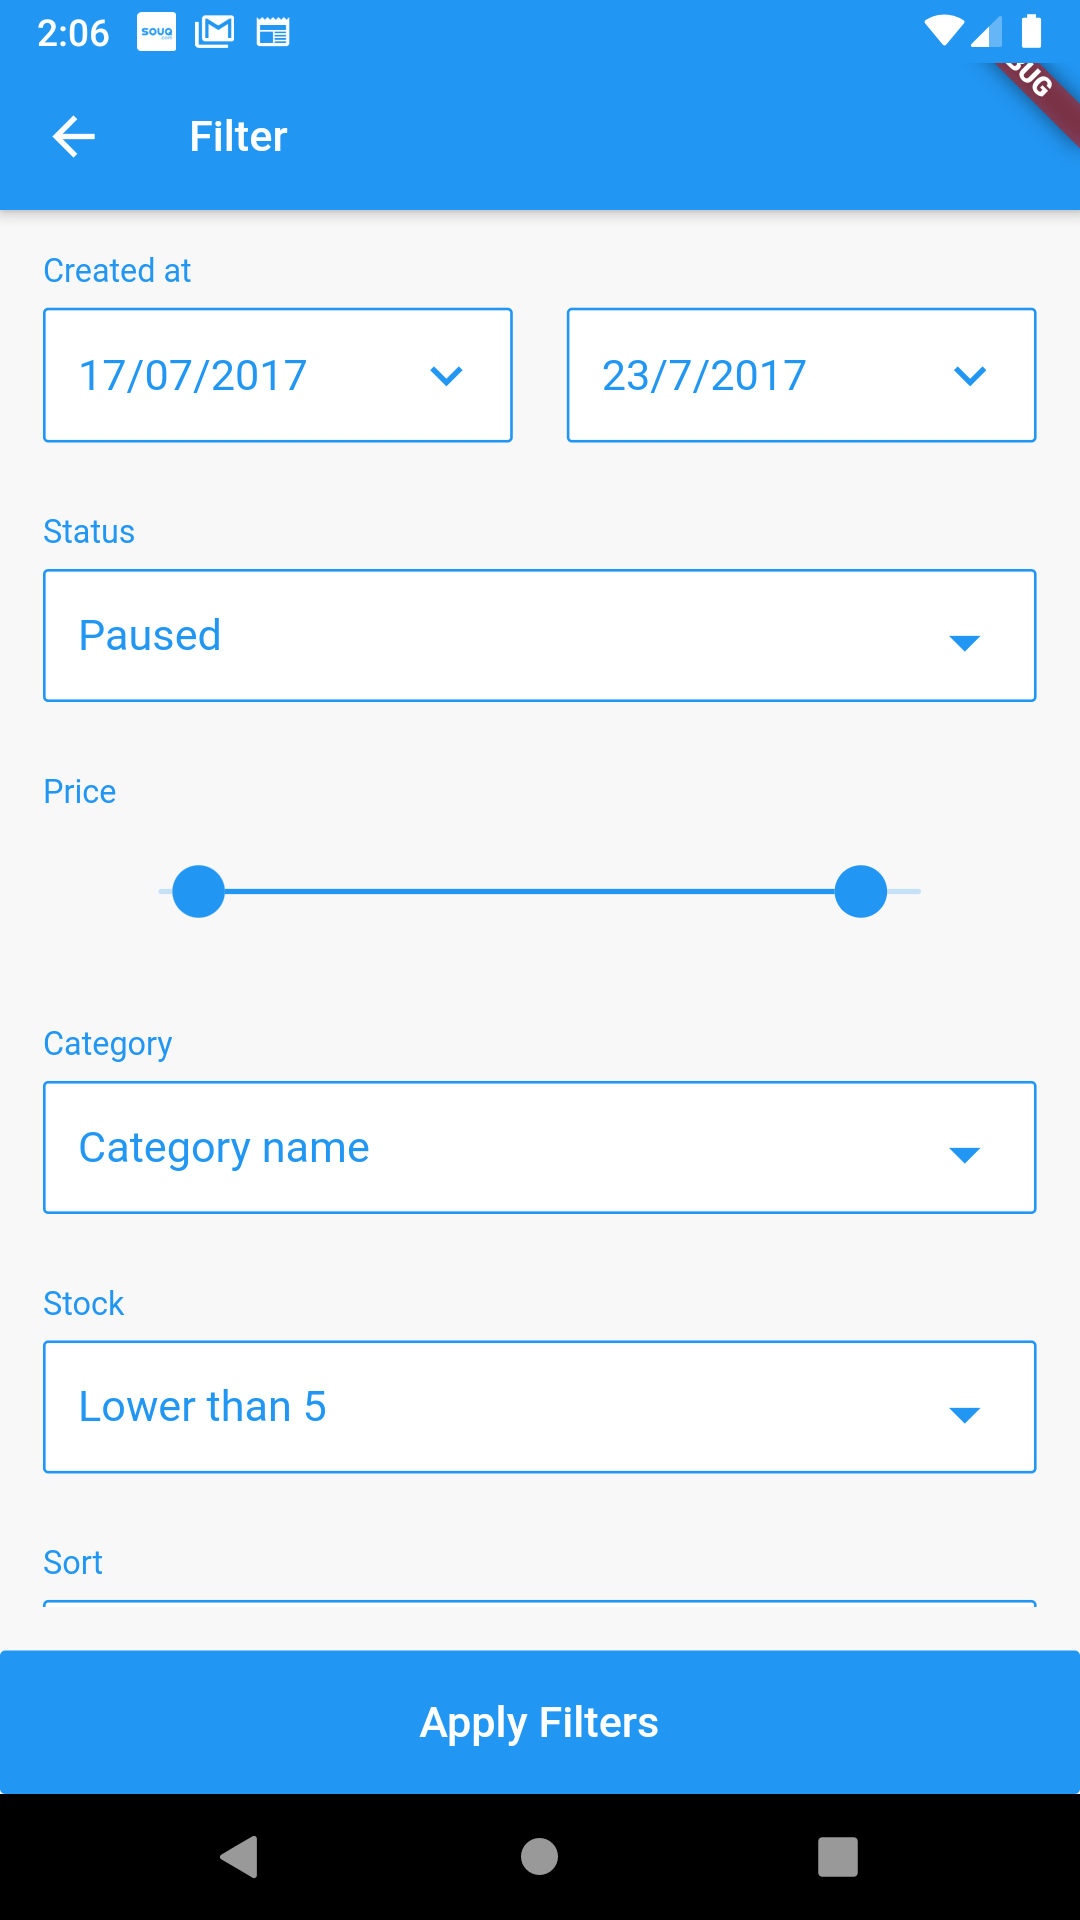 2:06
souq
Filter
Created at
17/07/2017
23/7/2017
Status
Paused
Price
Category
Category name
Stock
Lower than 5
Sort
Apply Filters